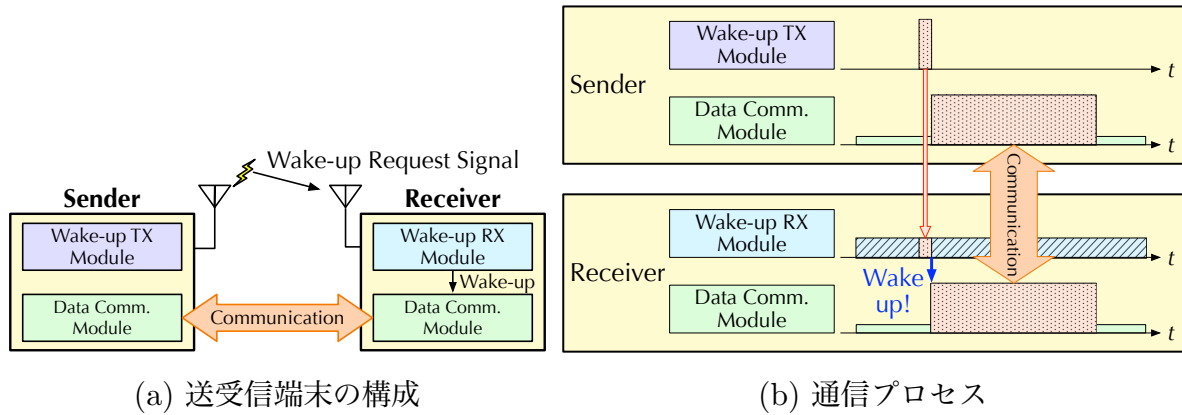 Wake-up Request Signal
Sender
Receiver
Wake-up TX
Module
Wake-up RX
Module
Wake-up
Data Comm.
Module
Communication
Data Comm.
Module
(a) 送受信端末の構成
Sender
Wake-up TX
Module
t
Data Comm.
Module
t
Communication
Receiver
Wake-up RX
Module
t
Wake
up!
Data Comm.
Module
t
(b) 通信プロセス